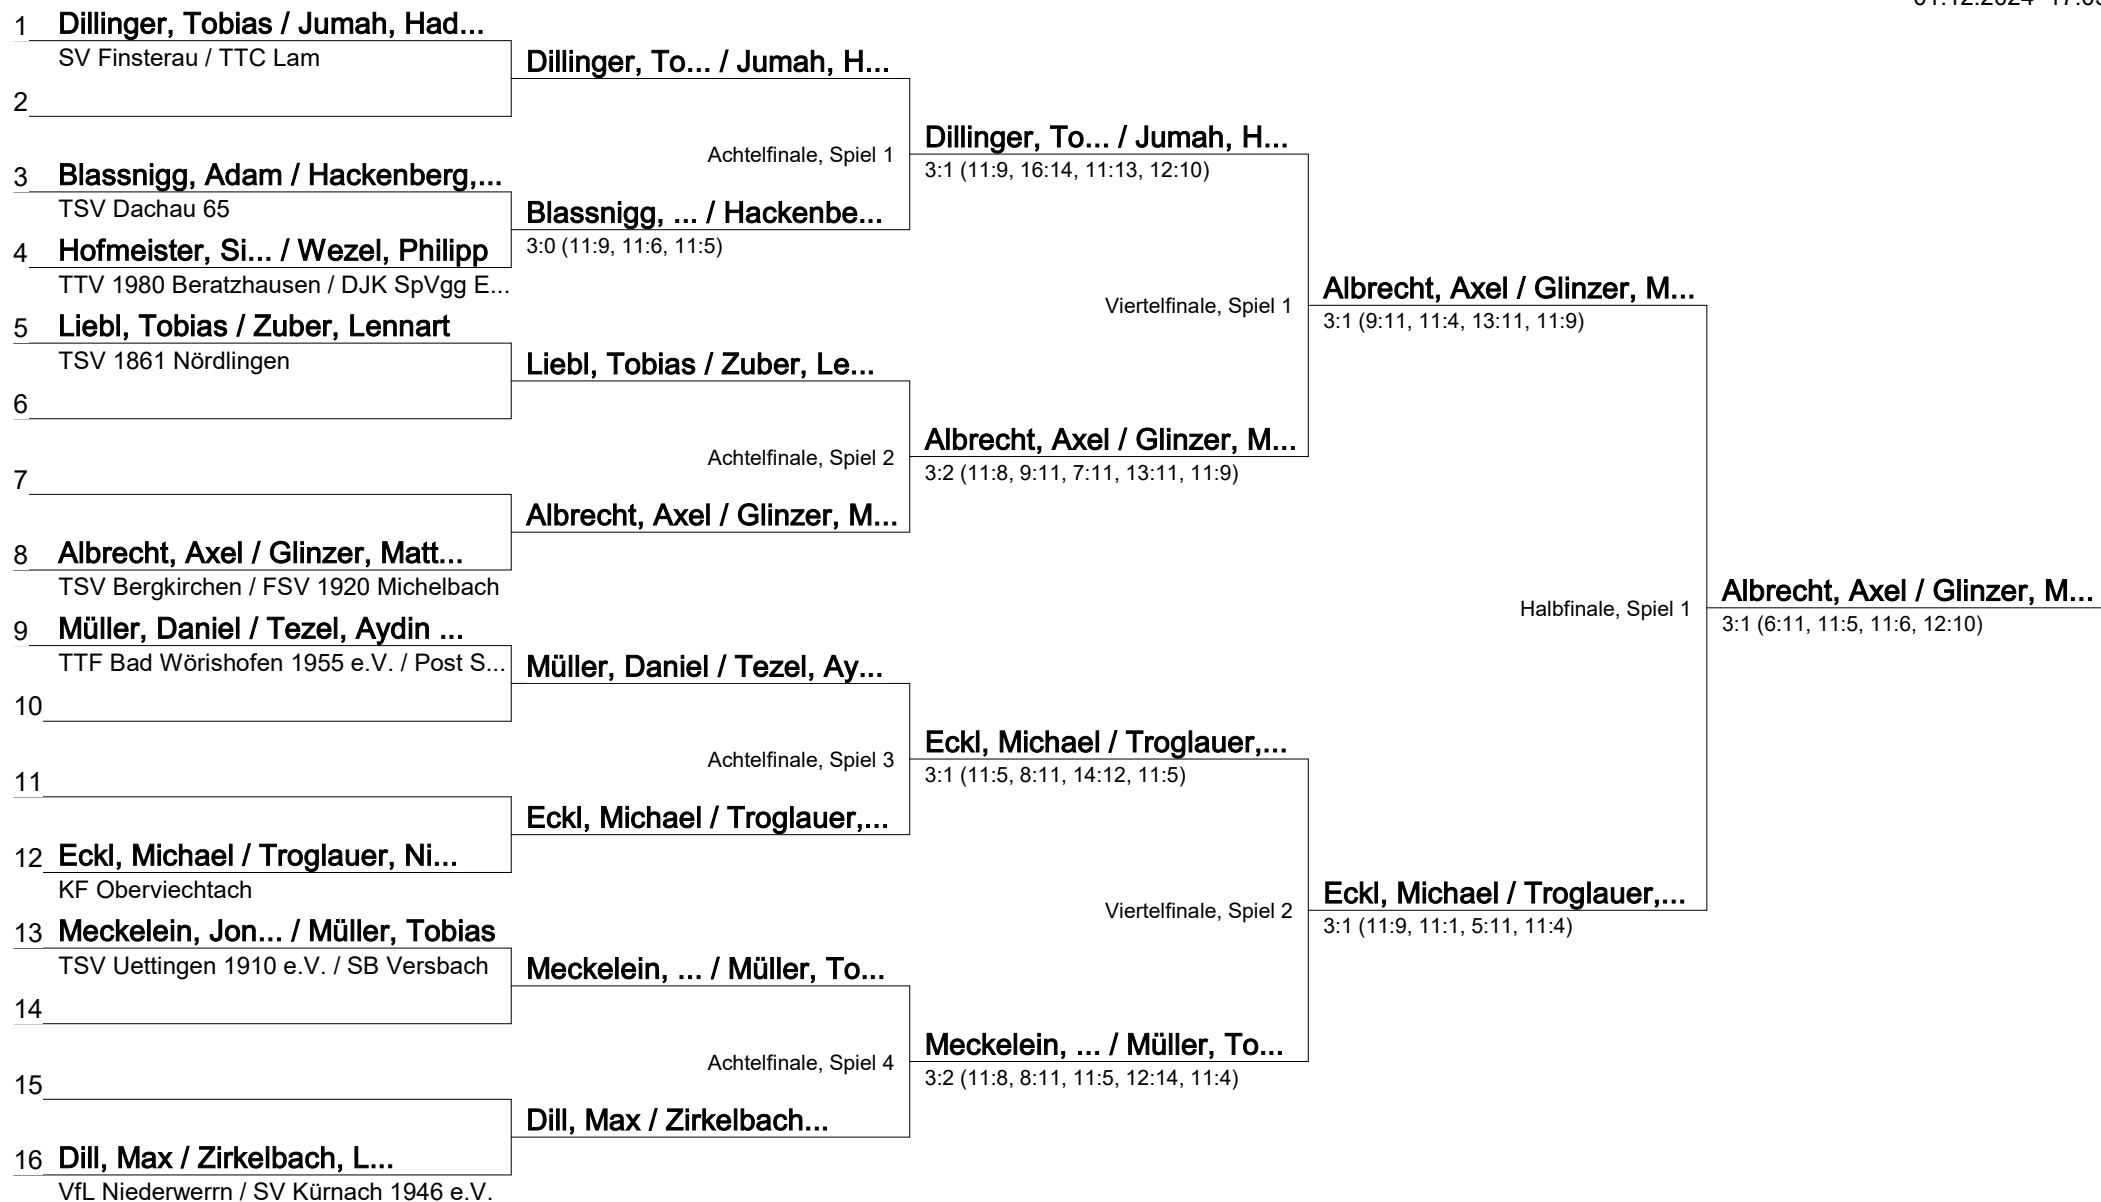 1 Dillinger, Tobias / Jumah, Had...
SV Finsterau / TTC Lam
2
3 Blassnigg, Adam / Hackenberg,...
TSV Dachau 65
4 Hofmeister, Si... / Wezel, Philipp
TTV 1980 Beratzhausen / DJK SpVgg E...
5 Liebl, Tobias / Zuber, Lennart
TSV 1861 Nördlingen
6
7
8 Albrecht, Axel / Glinzer, Matt...
TSV Bergkirchen / FSV 1920 Michelbach
9 Müller, Daniel / Tezel, Aydin ...
TTF Bad Wörishofen 1955 e.V. / Post S...
10
11
12 Eckl, Michael / Troglauer, Ni...
KF Oberviechtach
13 Meckelein, Jon... / Müller, Tobias
TSV Uettingen 1910 e.V. / SB Versbach
14
15
16 Dill, Max / Zirkelbach, L...
VfL Niederwerrn / SV Kürnach 1946 e.V.
Dillinger, To... / Jumah, H...
Achtelfinale, Spiel 1
Blassnigg, ... / Hackenbe...
3:0 (11:9, 11:6, 11:5)
Liebl, Tobias / Zuber, Le...
Achtelfinale, Spiel 2
Albrecht, Axel / Glinzer, M...
Müller, Daniel / Tezel, Ay...
Achtelfinale, Spiel 3
Eckl, Michael / Troglauer,...
Meckelein, ... / Müller, To...
Achtelfinale, Spiel 4
Dill, Max / Zirkelbach...
Dillinger, To... / Jumah, H...
3:1 (11:9, 16:14, 11:13, 12:10)
Viertelfinale, Spiel 1
Albrecht, Axel / Glinzer, M...
3:2 (11:8, 9:11, 7:11, 13:11, 11:9)
Eckl, Michael / Troglauer,...
3:1 (11:5, 8:11, 14:12, 11:5)
Viertelfinale, Spiel 2
Meckelein, ... / Müller, To...
3:2 (11:8, 8:11, 11:5, 12:14, 11:4)
Albrecht, Axel / Glinzer, M...
3:1 (9:11, 11:4, 13:11, 11:9)
Halbfinale, Spiel 1
Eckl, Michael / Troglauer,...
3:1 (11:9, 11:1, 5:11, 11:4)
Albrecht, Axel / Glinzer, M...
3:1 (6:11, 11:5, 11:6, 12:10)